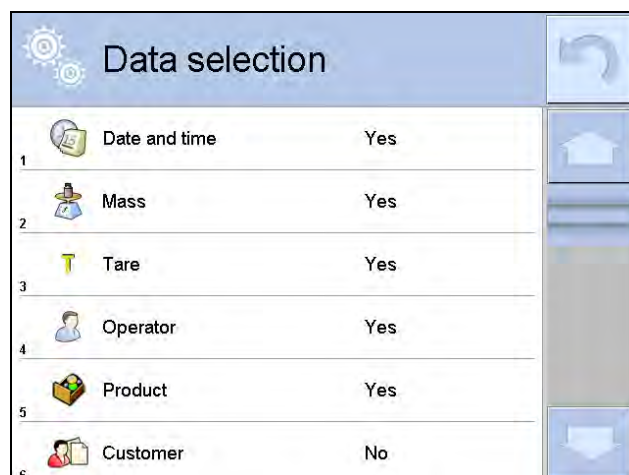 Data selection
Date and time Yes
1
Mass Yes
2
Tare Yes
3
Operator Yes
4
Product Yes
5
Customer No
6